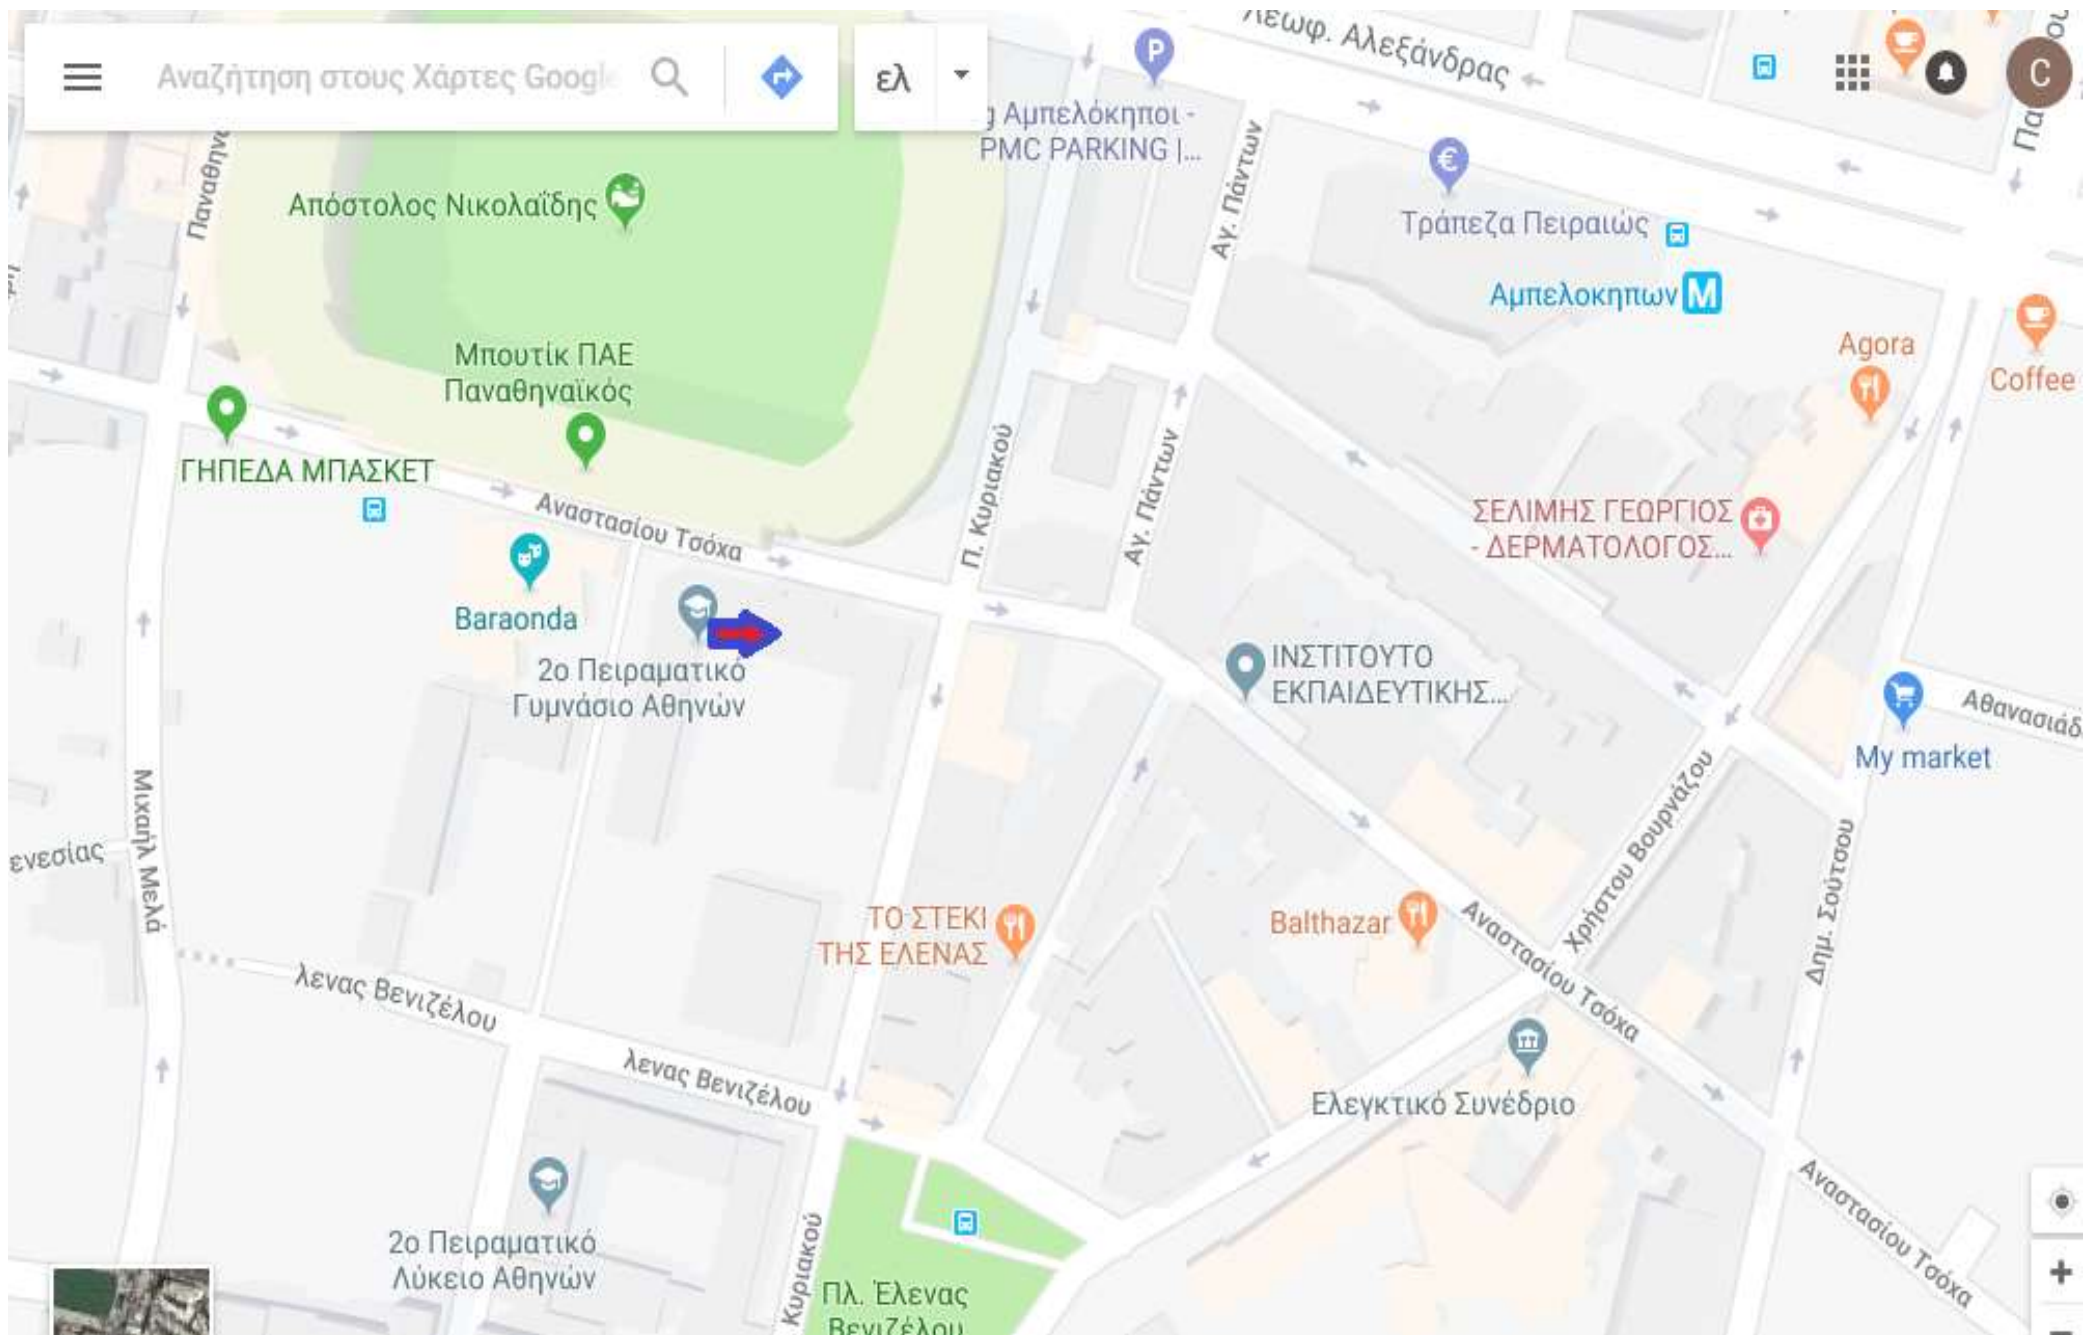 Λεωφ. Αλεξάνδρας
Αναζήτηση στους Χάρτες Google
ελ
P
C
g Αμπελόκηποι -
PMC PARKING |...
Αγ. Πάντων
€
Τράπεζα Πειραιώς
Αμπελοκηπων M
Απόστολος Νικολαΐδης
Μπουτίκ ΠΑΕ
Παναθηναϊκός
Agora
Coffee
ΓΗΠΕΔΑ ΜΠΑΣΚΕΤ
Αναστασίου Τσόχα
Π. Κυριακού
Αγ. Πάντων
ΣΕΛΙΜΗΣ ΓΕΩΡΓΙΟΣ
- ΔΕΡΜΑΤΟΛΟΓΟΣ...
Baraonda
2ο Πειραματικό
Γυμνάσιο Αθηνών
ΙΝΣΤΙΤΟΥΤΟ
ΕΚΠΑΙΔΕΥΤΙΚΗΣ...
Αθανασιάδ
My market
Μιχαήλ Μελά
ενεσίας
Χρήστου Βουρνάζου
Δημ. Σούτσου
ΤΟ ΣΤΕΚΙ
ΤΗΣ ΕΛΕΝΑΣ
Balthazar
Αναστασίου Τσόχα
λενας Βενιζέλου
λενας Βενιζέλου
Ελεγκτικό Συνέδριο
2ο Πειραματικό
Λύκειο Αθηνών
Κυριακού
Πλ. Έλενας
Βενιζέλου
Αναστασίου Τσόχα